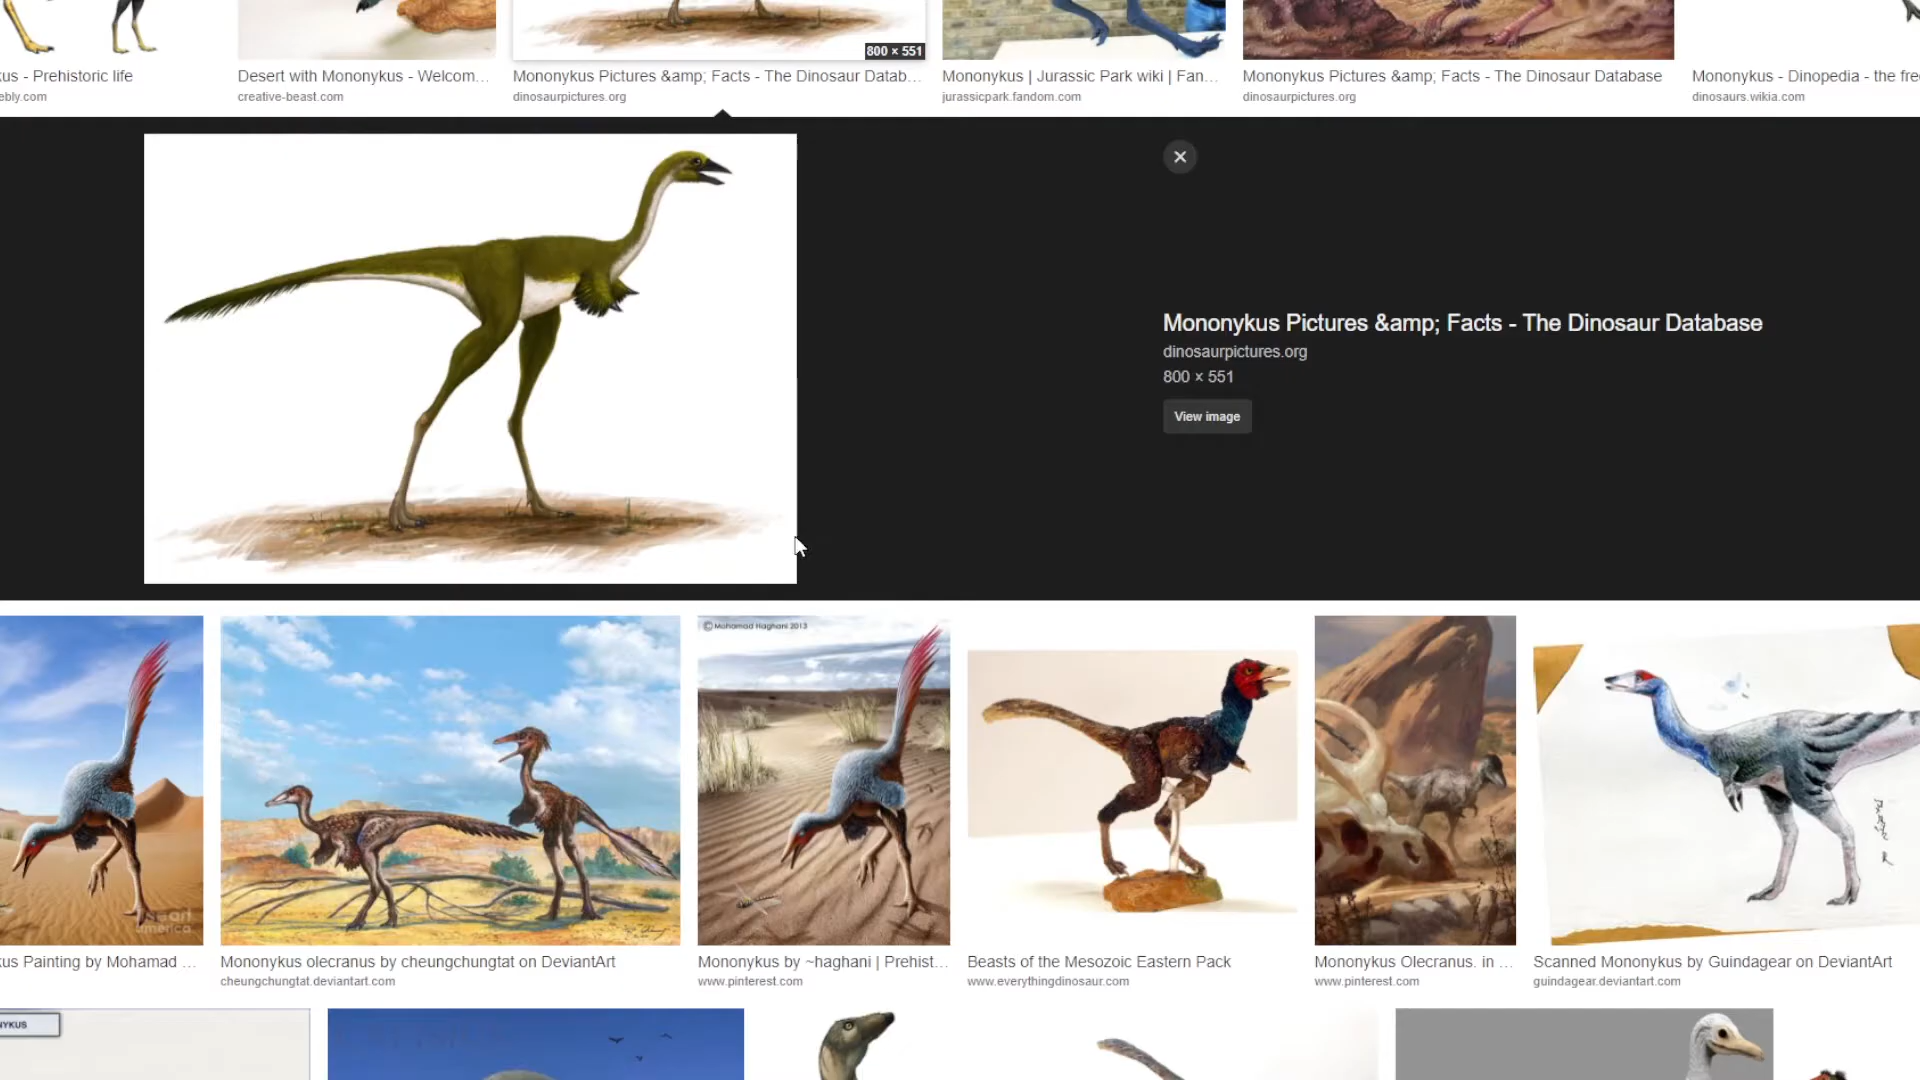 800 × 551
kus - Prehistoric life
ebly.com
Desert with Mononykus - Welcom...
creative-beast.com
Mononykus Pictures &amp; Facts - The Dinosaur Datab...
dinosaurpictures.org
Mononykus | Jurassic Park wiki | Fan...
jurassicpark.fandom.com
Mononykus Pictures &amp; Facts - The Dinosaur Database
dinosaurpictures.org
Mononykus - Dinopedia - the fre
dinosaurs.wikia.com
Mononykus Pictures &amp; Facts - The Dinosaur Database
dinosaurpictures.org
800 × 551
View image
© Mohamad Haghani 2013
america
kus Painting by Mohamad ...
Mononykus olecranus by cheungchungtat on DeviantArt
cheungchungtat.deviantart.com
Mononykus by ~haghani | Prehist...
www.pinterest.com
Beasts of the Mesozoic Eastern Pack
www.everythingdinosaur.com
Mononykus Olecranus. in ...
www.pinterest.com
Scanned Mononykus by Guindagear on DeviantArt
guindagear.deviantart.com
NYKUS